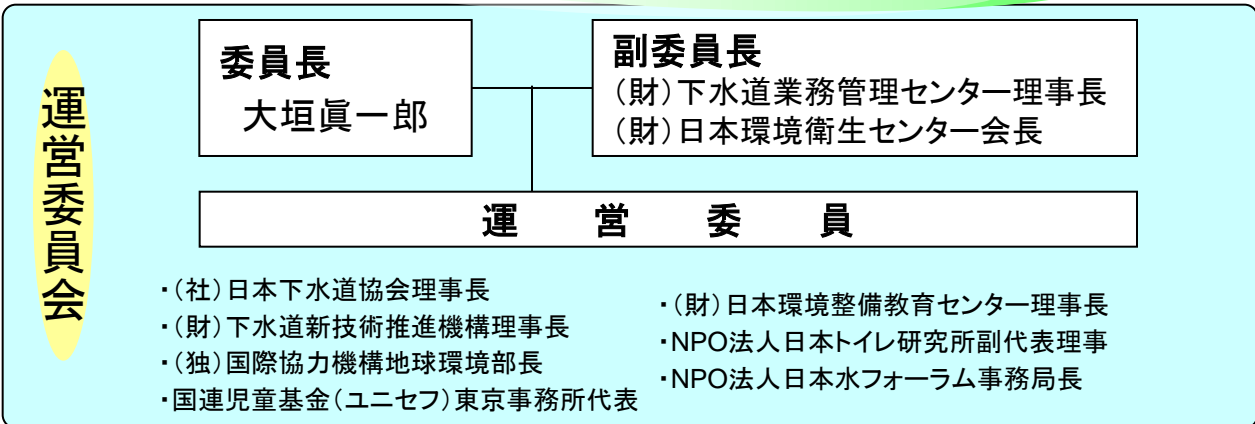 運営委員会
委員長
大垣眞一郎
副委員長
(財)下水道業務管理センター理事長
(財)日本環境衛生センター会長
運営委員
・(社)日本下水道協会理事長
・(財)下水道新技術推進機構理事長
・(独)国際協力機構地球環境部長
・国連児童基金(ユニセフ)東京事務所代表
・(財)日本環境整備教育センター理事長
・NPO法人日本トイレ研究所副代表理事
・NPO法人日本水フォーラム事務局長